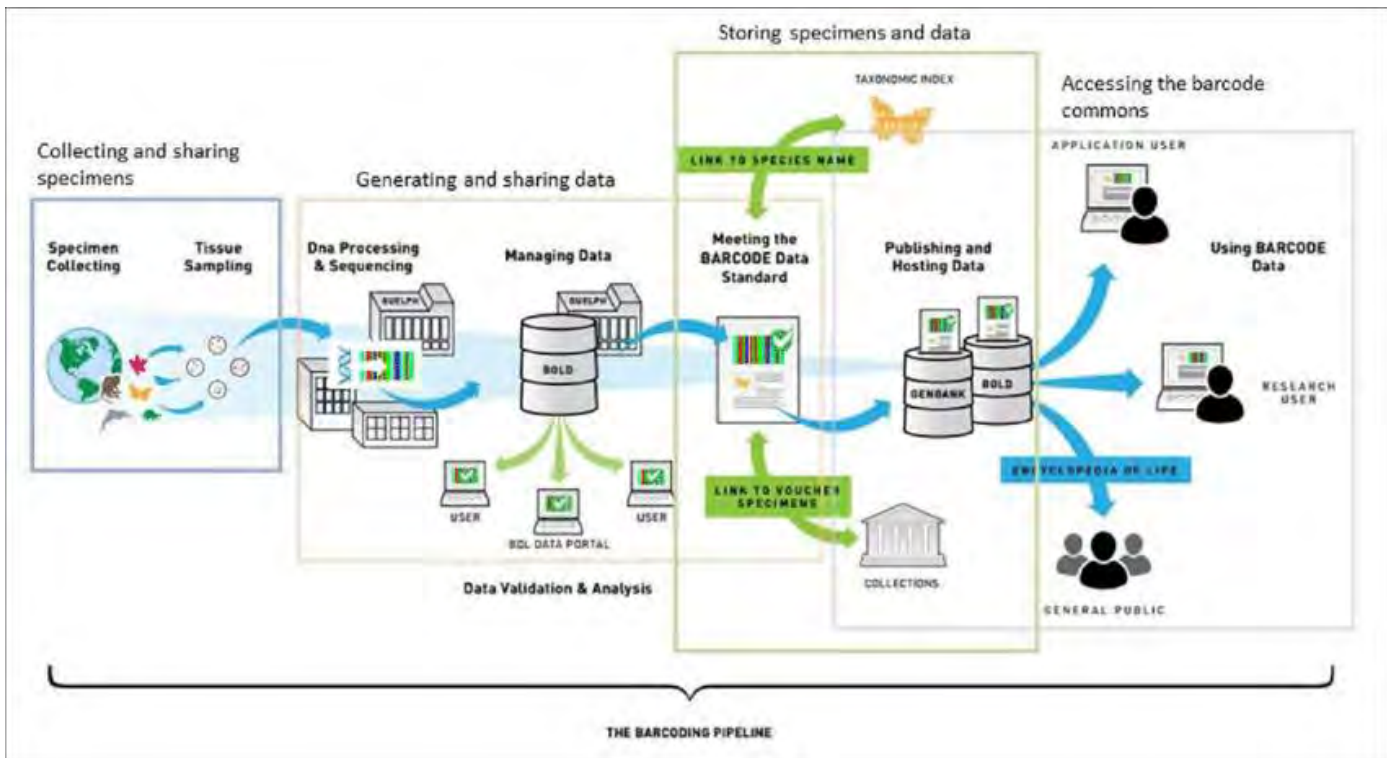 Storing specimens and data
TAXONOMIC INDEX
Accessing the barcode
commons
APPLICATION USER
Collecting and sharing
specimens
Generating and sharing data
LINK TO SPECIES NAME
Specimen
Collecting
Tissue
Sampling
Dna Processing
& Sequencing
Managing Data
Meeting the
BARCODE Data
Standard
Publishing and
Hosting Data
Using BARCODE
Data
GUELPH
GUELPH
BOLD
GENBANK
BOLD
RESEARCH
USER
USER
BOL DATA PORTAL
USER
LINK TO VOUCHER
SPECIMENS
ENCYCLOPEDIA OF LIFE
COLLECTIONS
GENERAL PUBLIC
Data Validation & Analysis
THE BARCODING PIPELINE